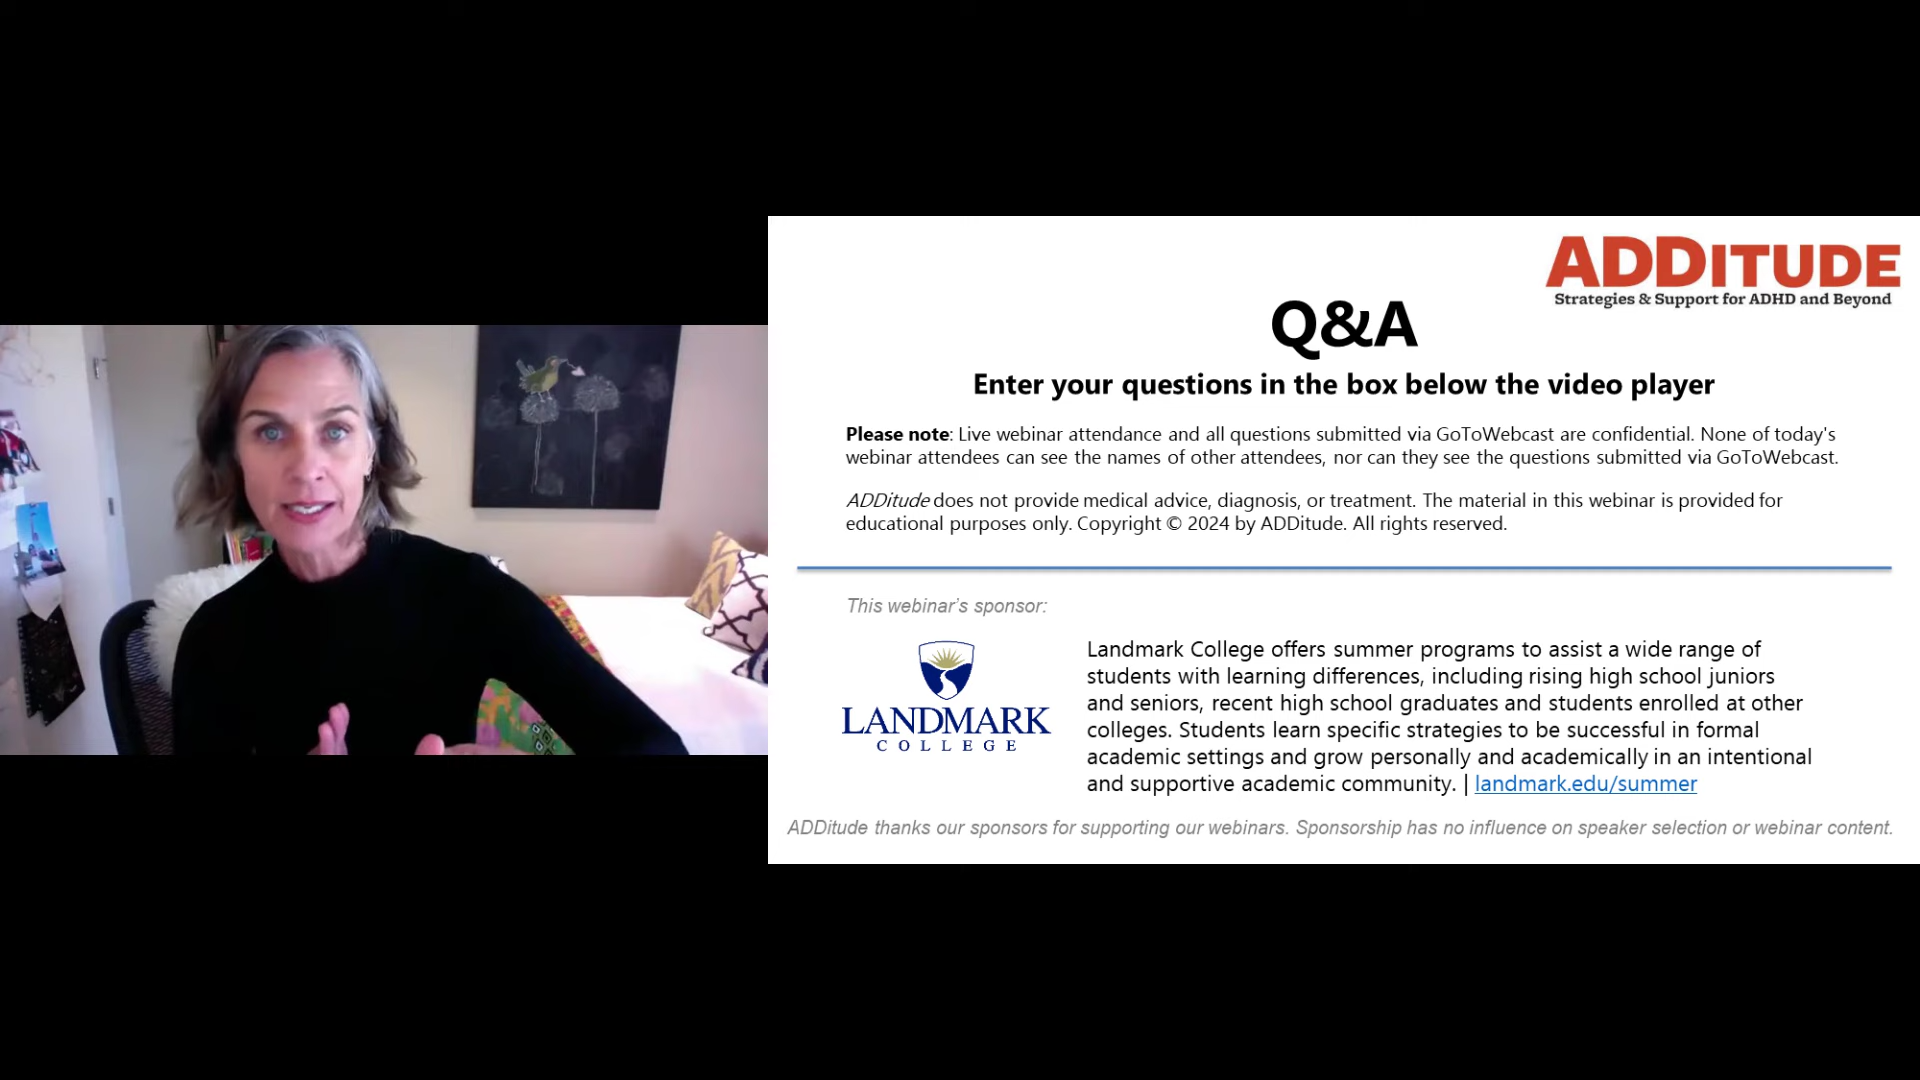 ADDITUDE
Strategies & Support for ADHD and Beyond
Q&A
Enter your questions in the box below the video player
Please note: Live webinar attendance and all questions submitted via GoToWebcast are confidential. None of today's
webinar attendees can see the names of other attendees, nor can they see the questions submitted via GoToWebcast.
ADDitude does not provide medical advice, diagnosis, or treatment. The material in this webinar is provided for
educational purposes only. Copyright © 2024 by ADDitude. All rights reserved.
This webinar's sponsor:
LANDMARK
COLLEGE
Landmark College offers summer programs to assist a wide range of
students with learning differences, including rising high school juniors
and seniors, recent high school graduates and students enrolled at other
colleges. Students learn specific strategies to be successful in formal
academic settings and grow personally and academically in an intentional
and supportive academic community. | landmark.edu/summer
ADDitude thanks our sponsors for supporting our webinars. Sponsorship has no influence on speaker selection or webinar content.